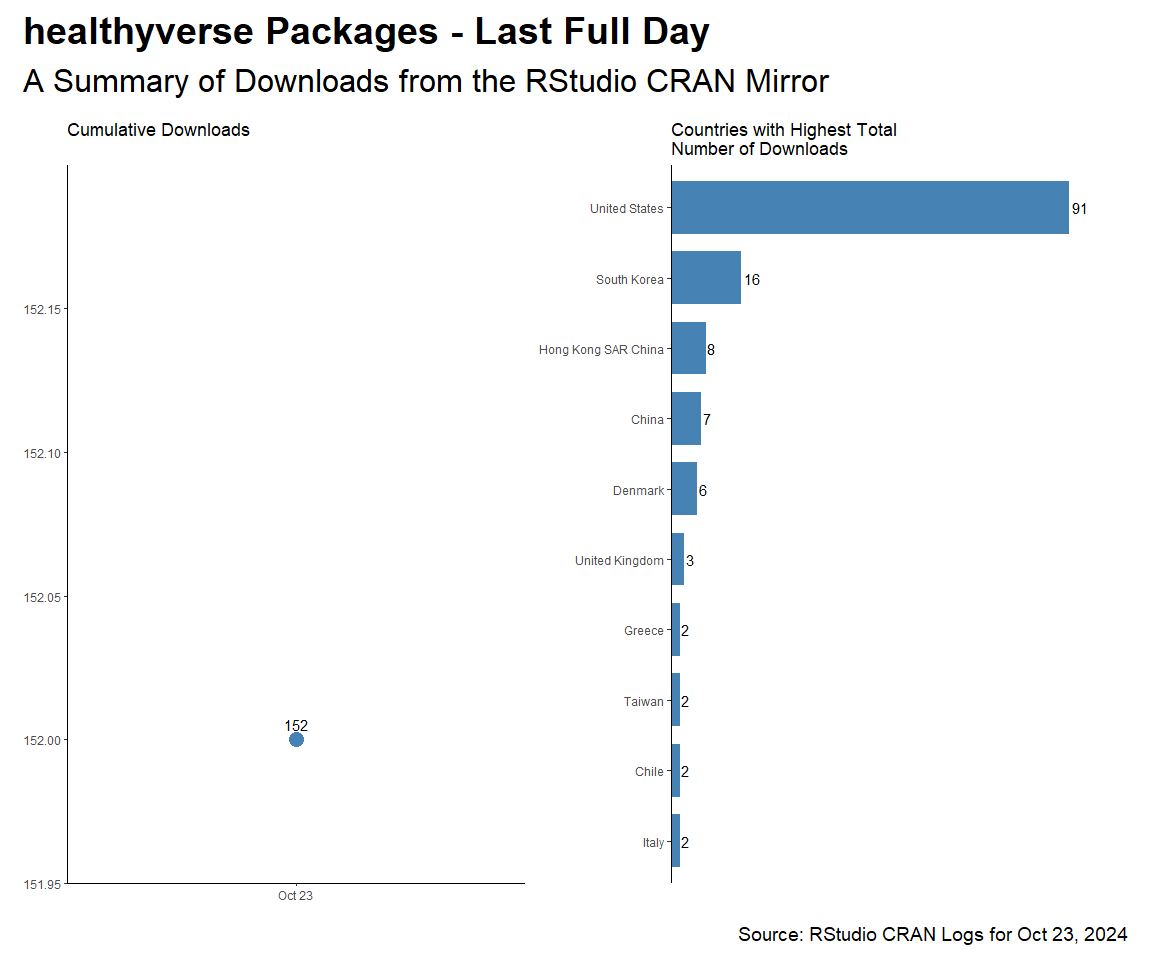 healthyverse Packages - Last Full Day
A Summary of Downloads from the RStudio CRAN Mirror
Cumulative Downloads
152.15
152.10
152.05
152.00
151.95
152
Oct 23
Countries with Highest Total
Number of Downloads
United States 91
South Korea 16
Hong Kong SAR China 8
China 7
Denmark 6
United Kingdom 3
Greece 2
Taiwan 2
Chile 2
Italy 2
Source: RStudio CRAN Logs for Oct 23, 2024